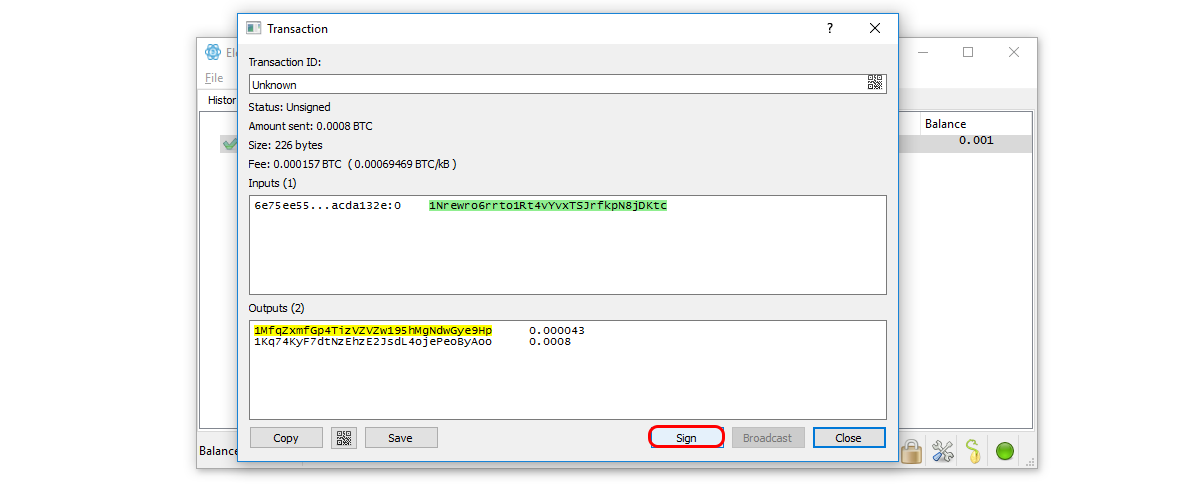 Transaction
?
Ele
File
Histor
Balance
0.001
Transaction ID:
Unknown
Status: Unsigned
Amount sent: 0.0008 BTC
Size: 226 bytes
Fee: 0.000157 BTC ( 0.00069469 BTC/kB )
Inputs (1)
6e75ee55...acda132e:0 1Nrewro6rrto1Rt4vYvxTSJrfkpN8jDKtc
Outputs (2)
1MfqZxmfGp4TizVZVZw195hMgNdwGye9Hp 0.000043
1Kq74KyF7dtNzEhzE2JsdL4ojePeoByAoo 0.0008
Copy Save Sign Broadcast Close
Balance